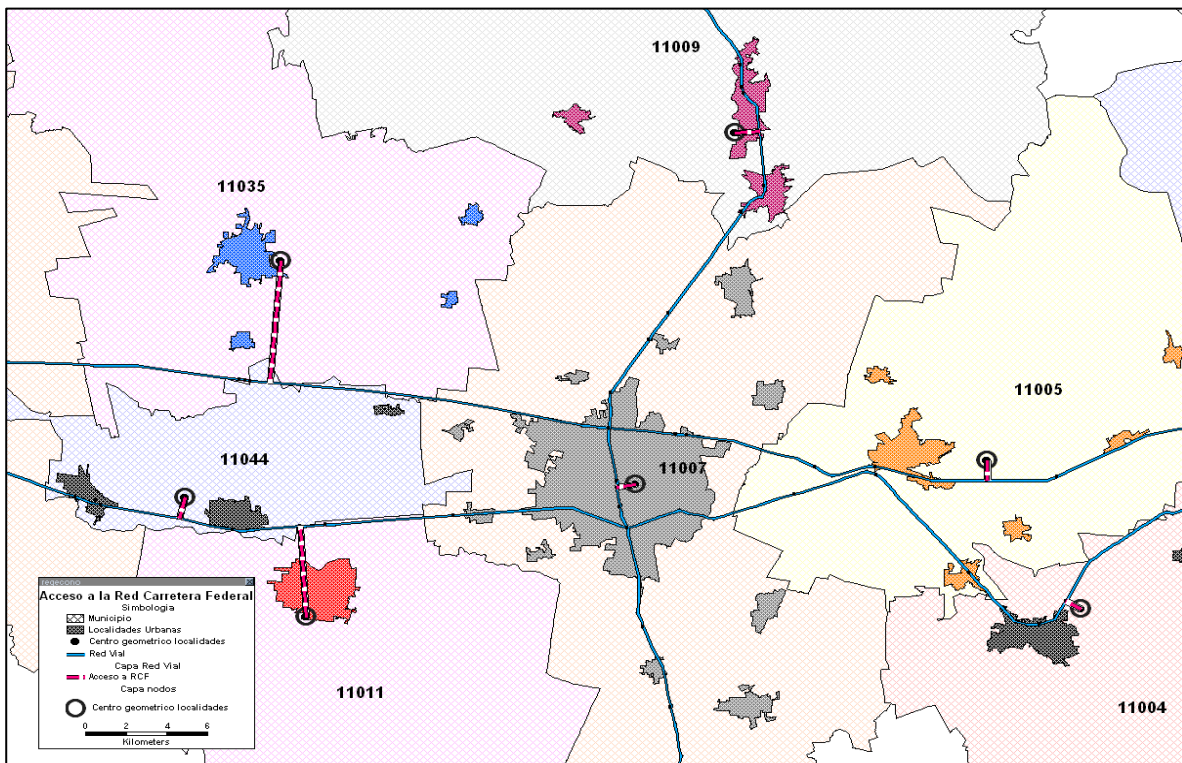 11009
11035
11005
11044
11007
regecono
Acceso a la Red Carretera Federal
Simbologia
Municipio
Localidades Urbanas
Centro geometrico localidades
Red Vial
Capa Red Vial
Acceso a RCF
Capa nodos
Centro geometrico localidades
0 2 4 6
Kilometers
11011
11004